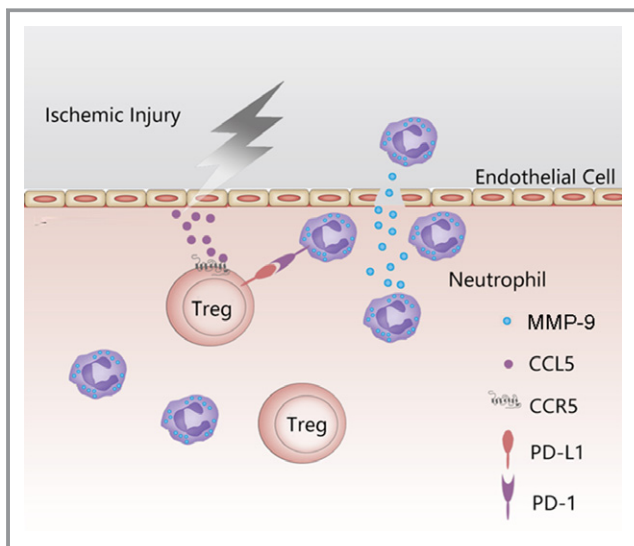 Ischemic Injury
Endothelial Cell
Treg
Neutrophil
MMP-9
CCL5
CCR5
Treg
PD-L1
PD-1